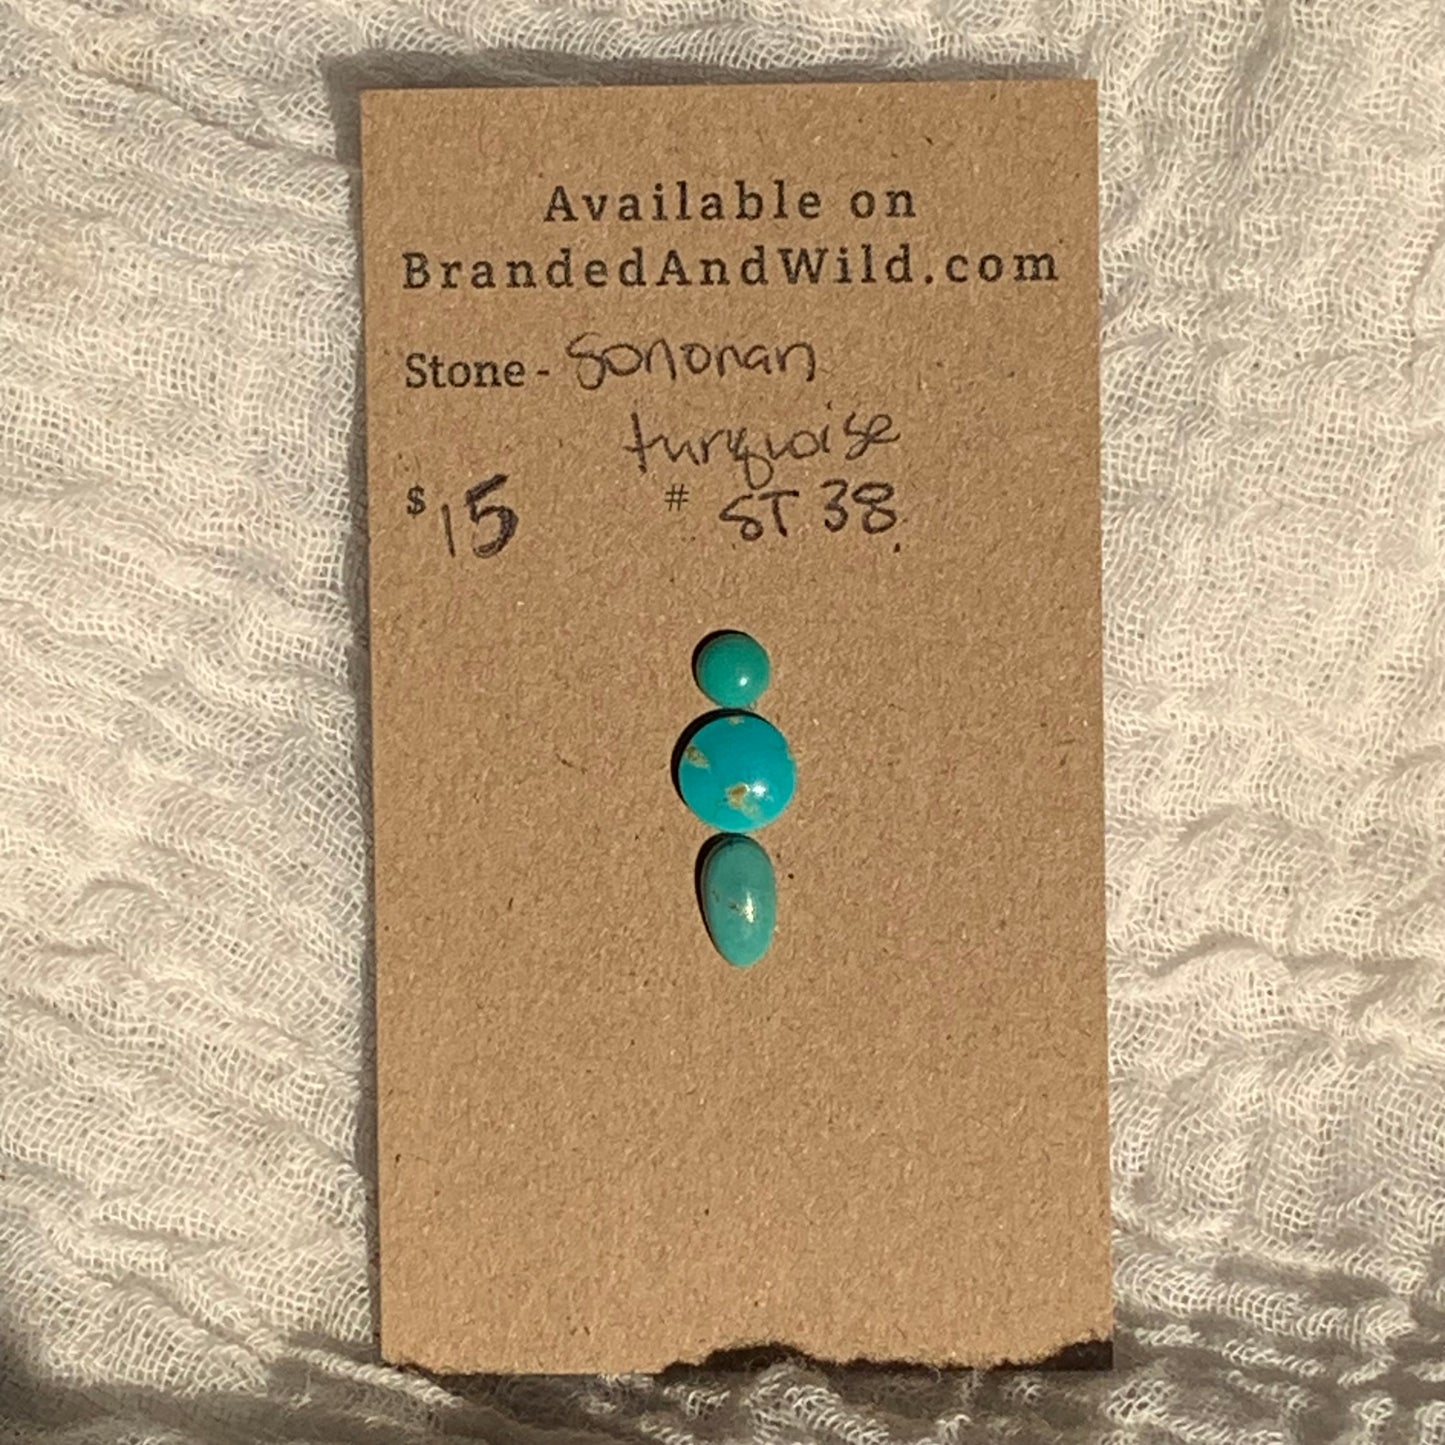 Available on
BrandedAndWild.com
Stone - Sonoran
turquoise
$15 # ST 38